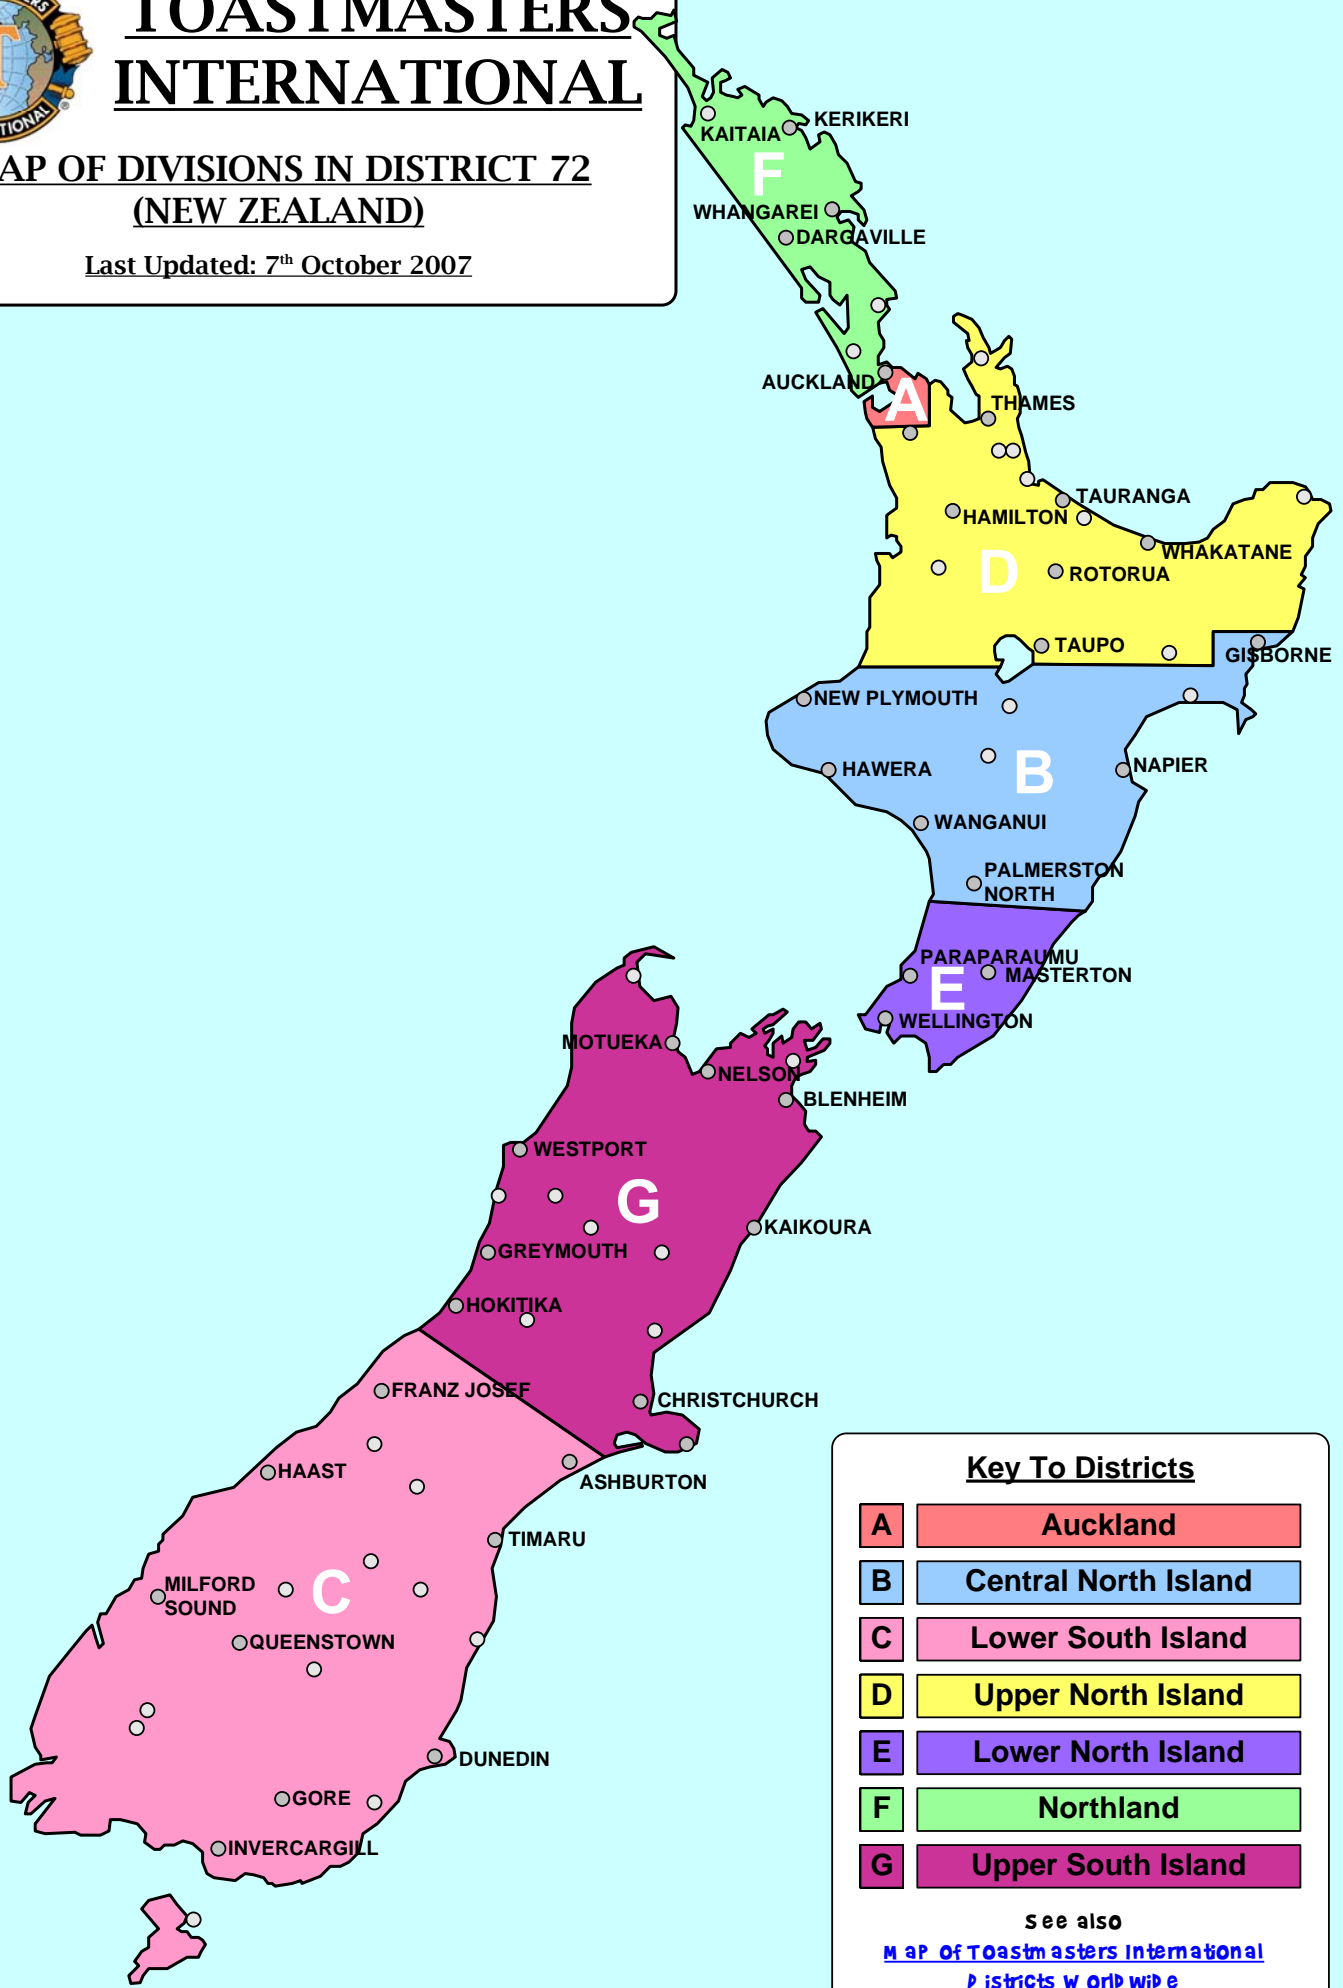 TOASTMASTERS
INTERNATIONAL
AP OF DIVISIONS IN DISTRICT 72
(NEW ZEALAND)
Last Updated: 7th October 2007
KERIKERI
KAITAIA
F
WHANGAREI
DARGAVILLE
AUCKLAND
A
THAMES
TAURANGA
HAMILTON
WHAKATANE
D
ROTORUA
TAUPO
GISBORNE
NEW PLYMOUTH
HAWERA
B
NAPIER
WANGANUI
PALMERSTON
NORTH
PARAPARAUMU
MASTERTON
E
WELLINGTON
MOTUEKA
NELSON
BLENHEIM
WESTPORT
G
KAIKOURA
GREYMOUTH
HOKITIKA
FRANZ JOSEF
CHRISTCHURCH
HAAST
ASHBURTON
TIMARU
MILFORD
SOUND
C
QUEENSTOWN
DUNEDIN
GORE
INVERCARGILL
Key To Districts
A Auckland
B Central North Island
C Lower South Island
D Upper North Island
E Lower North Island
F Northland
G Upper South Island
See also
Map Of Toastmasters International
Districts Worldwide